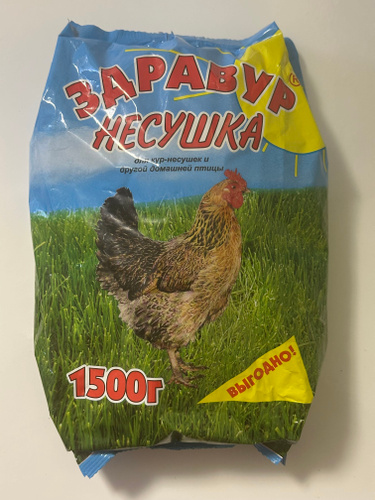 ЗДРАВУР®
НЕСУШКА
для кур-несушек и
другой домашней птицы
1500г
ВЫГОДНО!